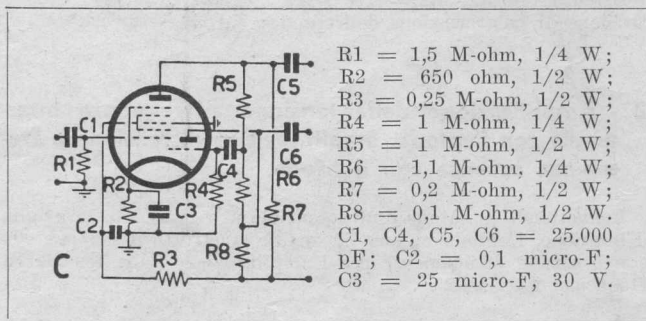 R1 = 1,5 M-ohm, 1/4 W;
R2 = 650 ohm, 1/2 W;
R3 = 0,25 M-ohm, 1/2 W;
R4 = 1 M-ohm, 1/4 W;
R5 = 1 M-ohm, 1/2 W;
R6 = 1,1 M-ohm, 1/4 W;
R7 = 0,2 M-ohm, 1/2 W;
R8 = 0,1 M-ohm, 1/2 W.
C1, C4, C5, C6 = 25.000
pF; C2 = 0,1 micro-F;
C3 = 25 micro-F, 30 V.
R5
C5
C1
C6
R1
C4
R2
R4
R6
C3
R7
C2
R8
R3
C